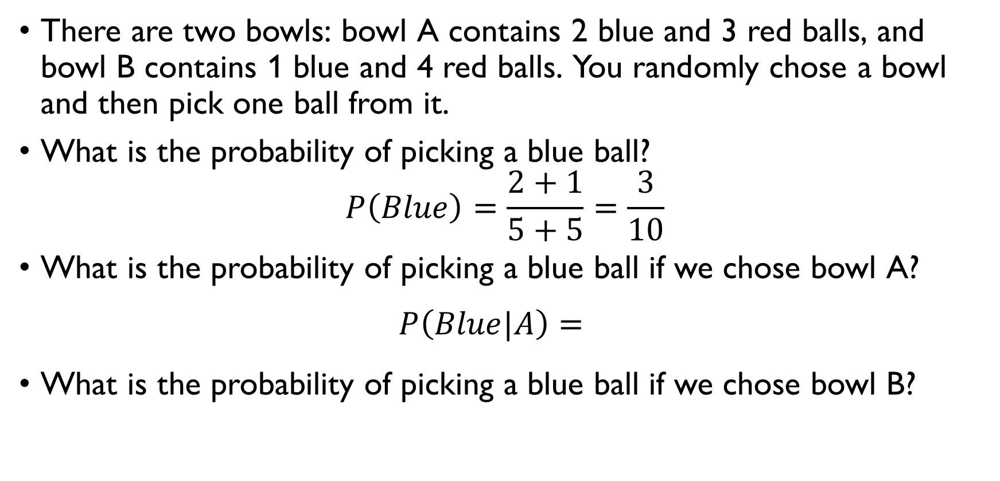 • There are two bowls: bowl A contains 2 blue and 3 red balls, and
bowl B contains 1 blue and 4 red balls. You randomly chose a bowl
and then pick one ball from it.
• What is the probability of picking a blue ball?
P(Blue) = (2 + 1)/(5 + 5) = 3/10
• What is the probability of picking a blue ball if we chose bowl A?
P(Blue|A) =
• What is the probability of picking a blue ball if we chose bowl B?